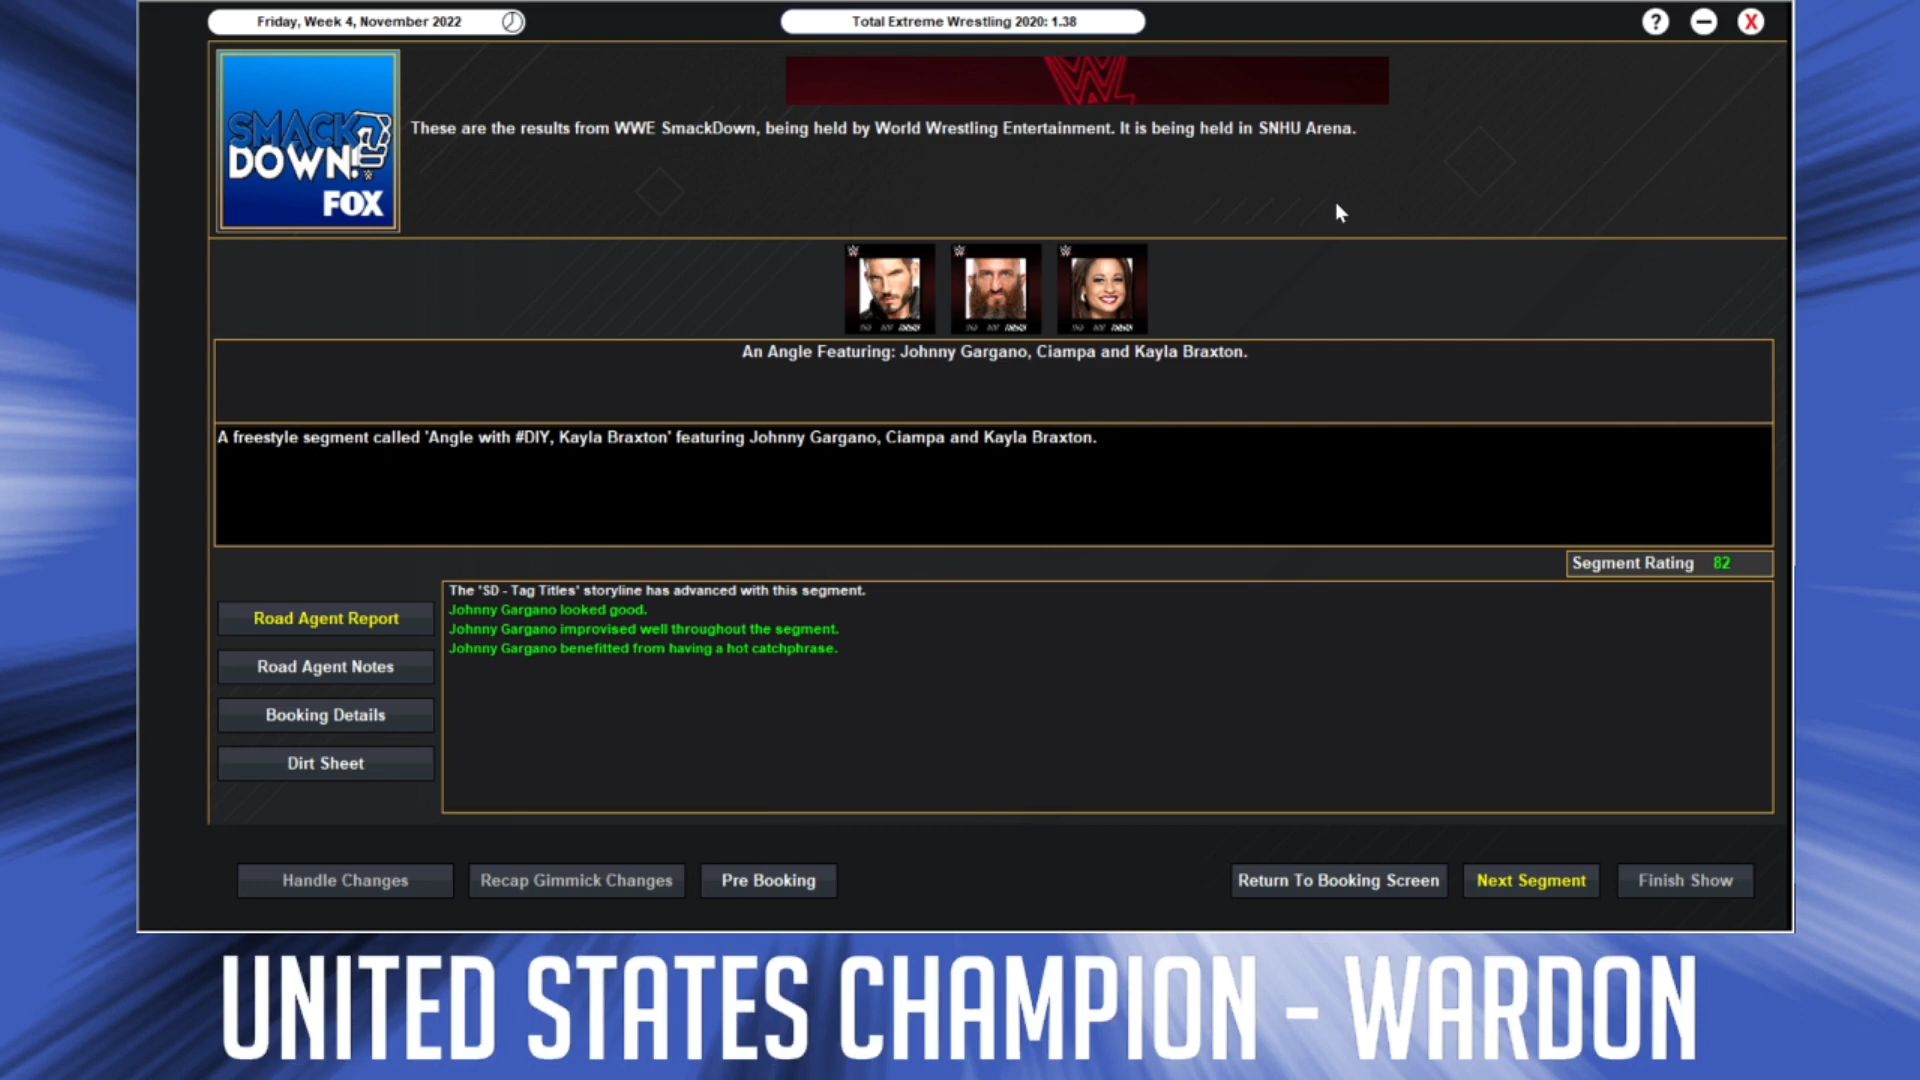 Friday, Week 4, November 2022
Total Extreme Wrestling 2020: 1.38
?
X
SMACK
DOWN!
FOX
These are the results from WWE SmackDown, being held by World Wrestling Entertainment. It is being held in SNHU Arena.
An Angle Featuring: Johnny Gargano, Ciampa and Kayla Braxton.
A freestyle segment called 'Angle with #DIY, Kayla Braxton' featuring Johnny Gargano, Ciampa and Kayla Braxton.
Segment Rating 82
The 'SD - Tag Titles' storyline has advanced with this segment.
Johnny Gargano looked good.
Johnny Gargano improvised well throughout the segment.
Johnny Gargano benefitted from having a hot catchphrase.
Road Agent Report
Road Agent Notes
Booking Details
Dirt Sheet
Handle Changes
Recap Gimmick Changes
Pre Booking
Return To Booking Screen
Next Segment
Finish Show
UNITED STATES CHAMPION - WARDON